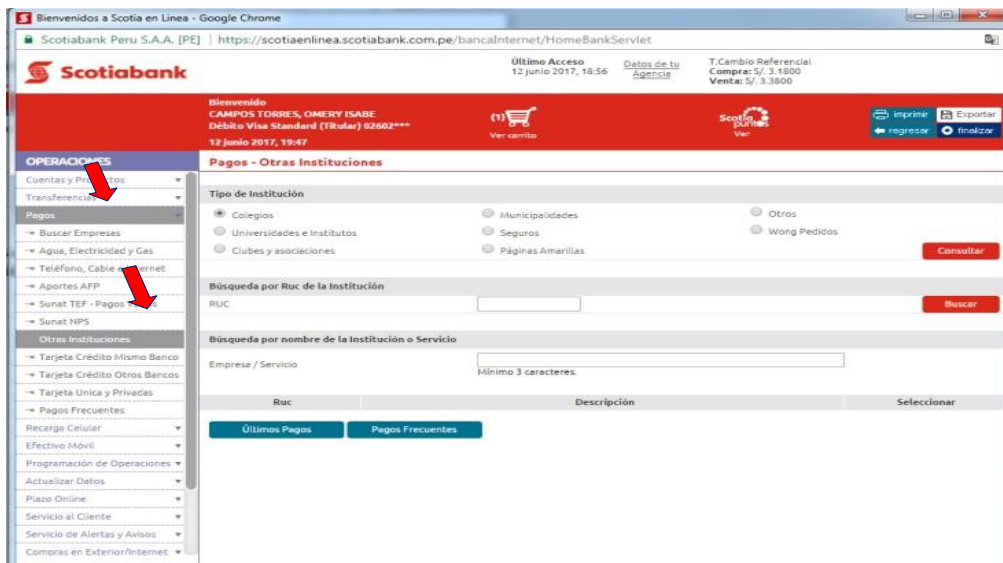 Bienvenidos a Scotia en Linea - Google Chrome
Scotiabank Peru S.A.A. [PE] | https://scotiaenlinea.scotiabank.com.pe/bancaInternet/HomeBankServlet
Scotiabank
Último Acceso
12 junio 2017, 18:56
Datos de tu
Agencia
T.Cambio Referencial
Compra: S/. 3.1800
Venta: S/. 3.3800
Bienvenido
CAMPOS TORRES, OMERY ISABE
Débito Visa Standard (Titular) 02602***
12 junio 2017, 19:47
(1)
Ver carrito
Scotia
puntos
Ver
imprimir Exportar
regresar finalizar
OPERACIONES
Cuentas y
Transferencias
Pagos
Buscar Empresas
Agua, Electricidad y Gas
Teléfono, Cable
Aportes AFP
Sunat TEF - Pagos
Sunat NPS
Otras Instituciones
Tarjeta Crédito Mismo Banco
Tarjeta Crédito Otros Bancos
Tarjeta Unica y Privadas
Pagos Frecuentes
Recarga Celular
Efectivo Móvil
Programación de Operaciones
Actualizar Datos
Plazo Online
Servicio al Cliente
Servicio de Alertas y Avisos
Compras en Exterior/Internet
Pagos - Otras Instituciones
Tipo de Institución
Colegios Municipalidades Otros
Universidades e Institutos Seguros Wong Pedidos
Clubes y asociaciones Páginas Amarillas Consultar
Búsqueda por Ruc de la Institución
RUC Buscar
Búsqueda por nombre de la Institución o Servicio
Empresa / Servicio
Mínimo 3 caracteres.
Ruc Descripción Seleccionar
Últimos Pagos Pagos Frecuentes